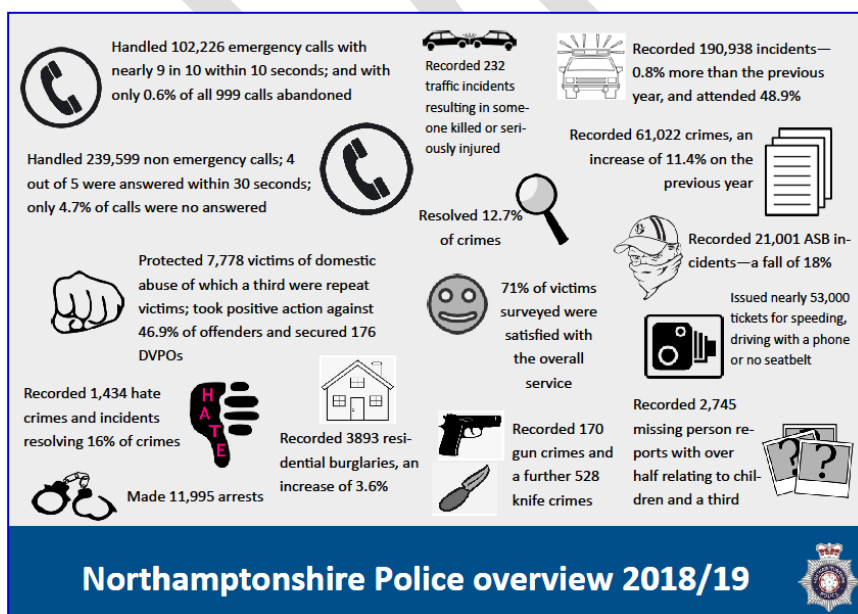 Handled 102,226 emergency calls with
nearly 9 in 10 within 10 seconds; and with
only 0.6% of all 999 calls abandoned
Recorded 232
traffic incidents
resulting in some-
one killed or seri-
ously injured
Recorded 190,938 incidents—
0.8% more than the previous
year, and attended 48.9%
Handled 239,599 non emergency calls; 4
out of 5 were answered within 30 seconds;
only 4.7% of calls were no answered
Recorded 61,022 crimes, an
increase of 11.4% on the
previous year
Resolved 12.7%
of crimes
Recorded 21,001 ASB in-
cidents—a fall of 18%
Protected 7,778 victims of domestic
abuse of which a third were repeat
victims; took positive action against
46.9% of offenders and secured 176
DVPOs
71% of victims
surveyed were
satisfied with
the overall
service
Issued nearly 53,000
tickets for speeding,
driving with a phone
or no seatbelt
Recorded 1,434 hate
crimes and incidents
resolving 16% of crimes
HATE
Recorded 3893 resi-
dential burglaries, an
increase of 3.6%
Recorded 170
gun crimes and
a further 528
knife crimes
Recorded 2,745
missing person re-
ports with over
half relating to chil-
dren and a third
? ?
Made 11,995 arrests
Northamptonshire Police overview 2018/19